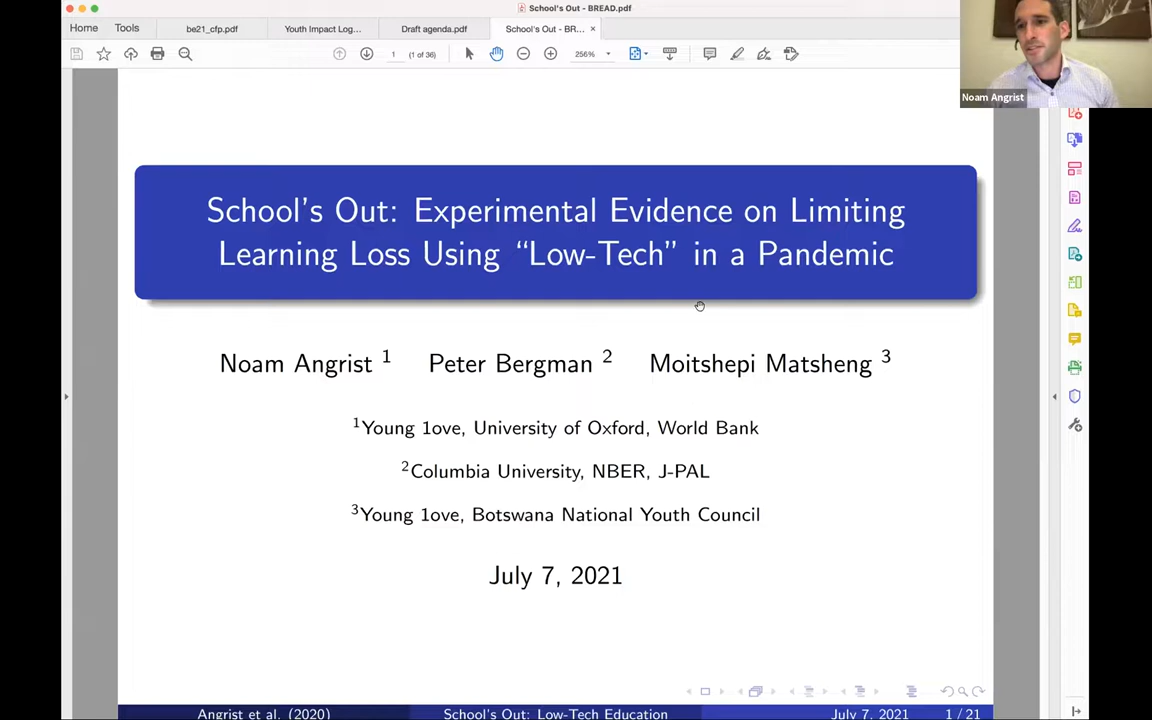 School's Out - BREAD.pdf
Home Tools be21_cfp.pdf Youth Impact Log... Draft agenda.pdf School's Out - BR... ×
1 (1 of 36) 256%
Noam Angrist
School's Out: Experimental Evidence on Limiting
Learning Loss Using “Low-Tech” in a Pandemic
Noam Angrist 1 Peter Bergman 2 Moitshepi Matsheng 3
1Young 1ove, University of Oxford, World Bank
2Columbia University, NBER, J-PAL
3Young 1ove, Botswana National Youth Council
July 7, 2021
Angrist et al. (2020) School's Out: Low-Tech Education July 7, 2021 1 / 21